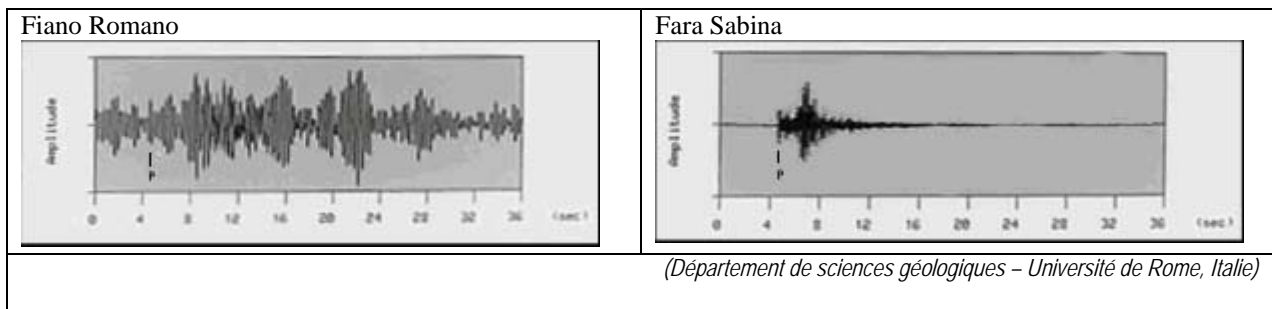 Fiano Romano
Amplitude
P
0 4 8 12 16 20 24 28 32 36 (sec)
Fara Sabina
Amplitude
P
0 4 8 12 16 20 24 28 32 36 (sec)
(Département de sciences géologiques – Université de Rome, Italie)